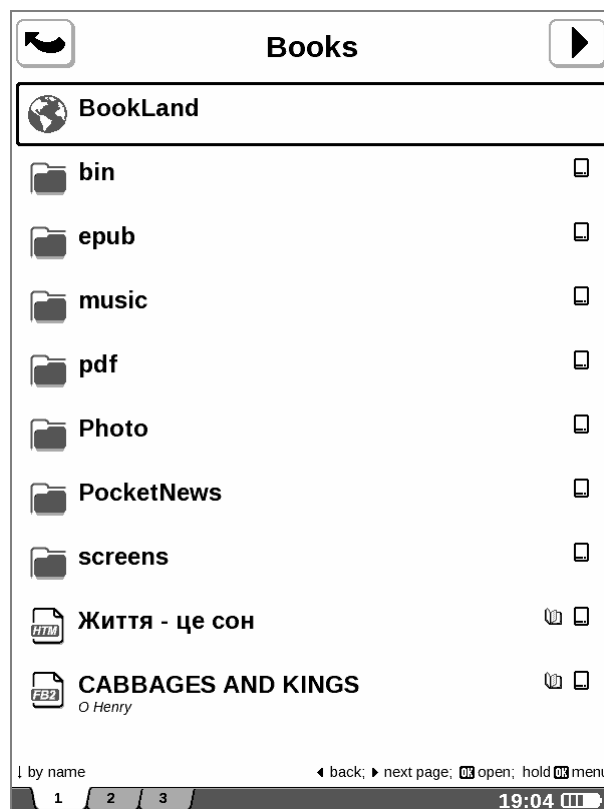 Books
BookLand
bin
epub
music
pdf
Photo
PocketNews
screens
HTM
Життя - це сон
FB2
CABBAGES AND KINGS
O Henry
↓ by name ◀ back; ▶ next page; OK open; hold OK menu
1 2 3 19:04